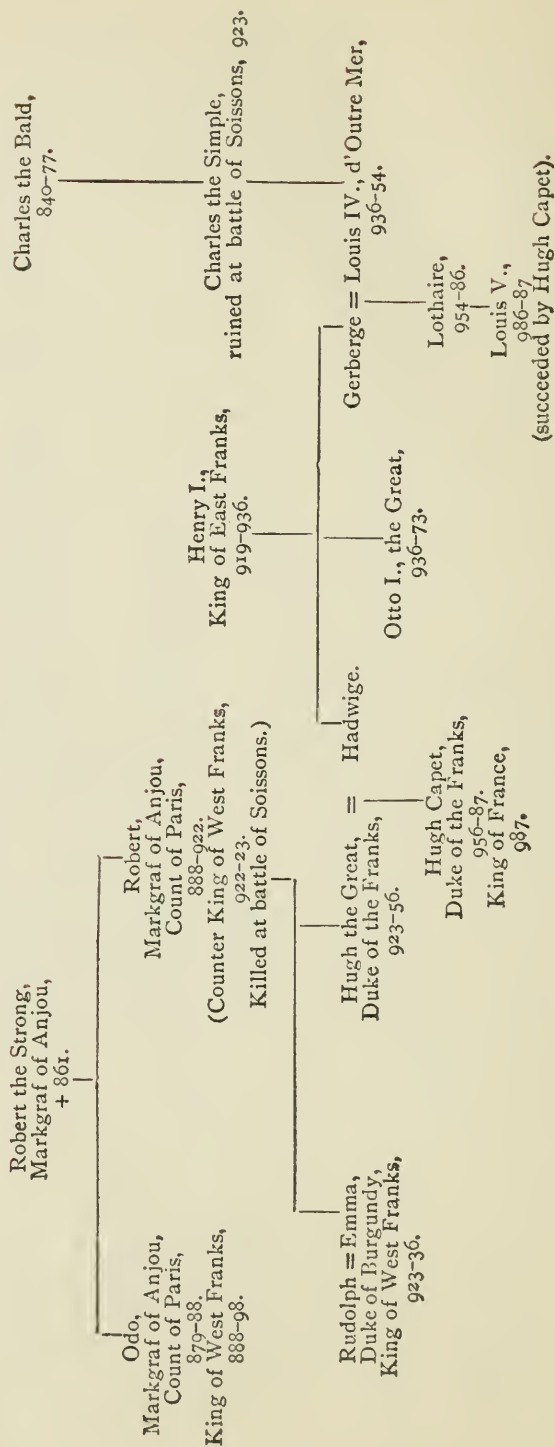 Robert the Strong,
Markgraf of Anjou,
+ 861.
Odo,
Markgraf of Anjou,
Count of Paris,
879-88.
King of West Franks,
888-98.
Robert,
Markgraf of Anjou,
Count of Paris,
888-922.
(Counter King of West Franks,
922-23.
Killed at battle of Soissons.)
Rudolph = Emma,
Duke of Burgundy,
King of West Franks,
923-36.
Hugh the Great,
Duke of the Franks,
923-56.
=
Hadwige.
Hugh Capet,
Duke of the Franks,
956-87.
King of France,
987.
Henry I.,
King of East Franks,
919-936.
Otto I., the Great,
936-73.
Charles the Bald,
840-77.
Charles the Simple,
ruined at battle of Soissons, 923.
Gerberge = Louis IV., d'Outre Mer,
936-54.
Lothaire,
954-86.
Louis V.,
986-87
(succeeded by Hugh Capet).